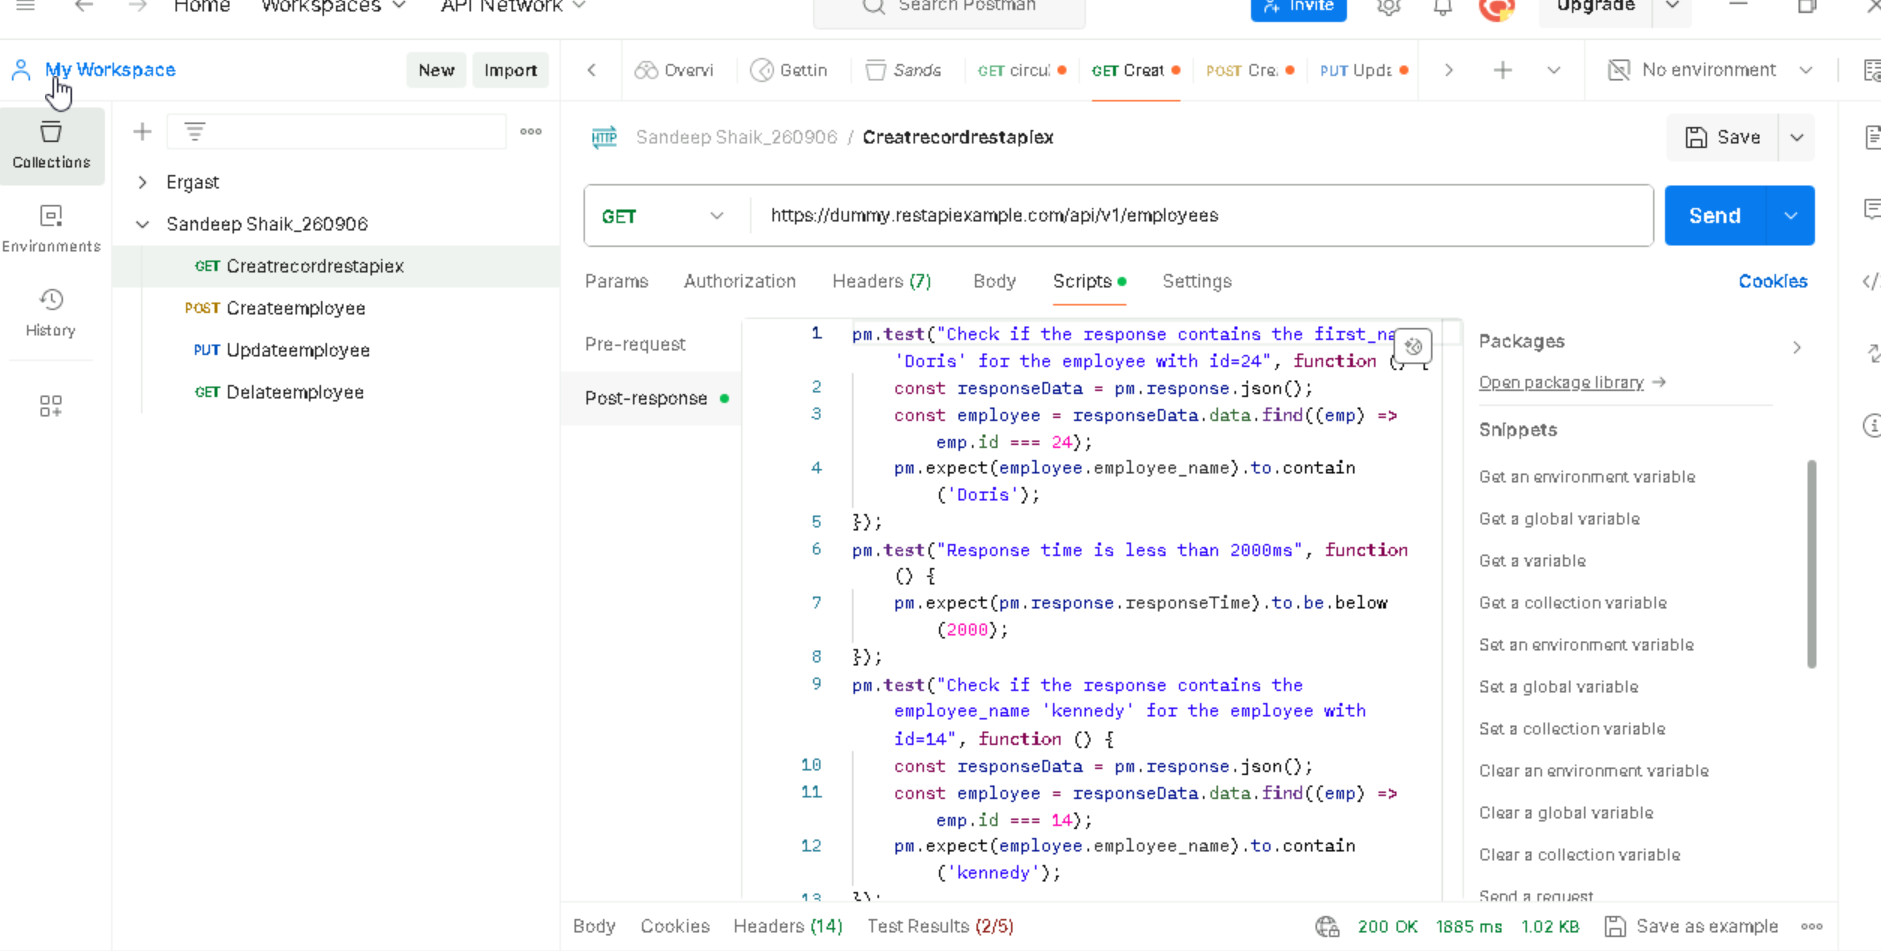 Home Workspaces API Network Search Postman Invite Upgrade
My Workspace New Import Overvi Gettin Sands GET circul GET Creat POST Cre PUT Upda No environment
Collections
Environments
History
Ergast
Sandeep Shaik_260906
GET Creatrecordrestapiex
POST Createemployee
PUT Updateemployee
GET Delateemployee
HTTP Sandeep Shaik_260906 / Creatrecordrestapiex Save
GET https://dummy.restapiexample.com/api/v1/employees Send
Params Authorization Headers (7) Body Scripts Settings Cookies
Pre-request
Post-response
1 pm.test("Check if the response contains the first_na
'Doris' for the employee with id=24", function () {
2 const responseData = pm.response.json();
3 const employee = responseData.data.find((emp) =>
emp.id === 24);
4 pm.expect(employee.employee_name).to.contain
('Doris');
5 });
6 pm.test("Response time is less than 2000ms", function
() {
7 pm.expect(pm.response.responseTime).to.be.below
(2000);
8 });
9 pm.test("Check if the response contains the
employee_name 'kennedy' for the employee with
id=14", function () {
10 const responseData = pm.response.json();
11 const employee = responseData.data.find((emp) =>
emp.id === 14);
12 pm.expect(employee.employee_name).to.contain
('kennedy');
13 });
Packages
Open package library →
Snippets
Get an environment variable
Get a global variable
Get a variable
Get a collection variable
Set an environment variable
Set a global variable
Set a collection variable
Clear an environment variable
Clear a global variable
Clear a collection variable
Send a request
Body Cookies Headers (14) Test Results (2/5) 200 OK 1885 ms 1.02 KB Save as example